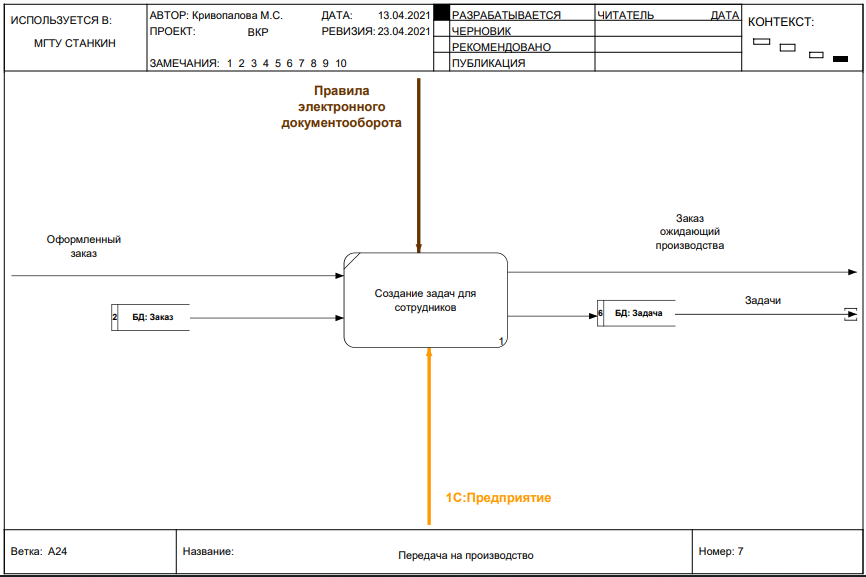 ИСПОЛЬЗУЕТСЯ В:
МГТУ СТАНКИН
АВТОР: Кривопалова М.С.
ДАТА: 13.04.2021
ПРОЕКТ: ВКР
РЕВИЗИЯ: 23.04.2021
ЗАМЕЧАНИЯ: 1 2 3 4 5 6 7 8 9 10
РАЗРАБАТЫВАЕТСЯ
ЧЕРНОВИК
РЕКОМЕНДОВАНО
ПУБЛИКАЦИЯ
ЧИТАТЕЛЬ ДАТА
КОНТЕКСТ:
Правила
электронного
документооборота
Оформленный
заказ
Заказ
ожидающий
производства
Создание задач для
сотрудников
1
2 БД: Заказ
6 БД: Задача
Задачи
1С:Предприятие
Ветка: A24
Название:
Передача на производство
Номер: 7